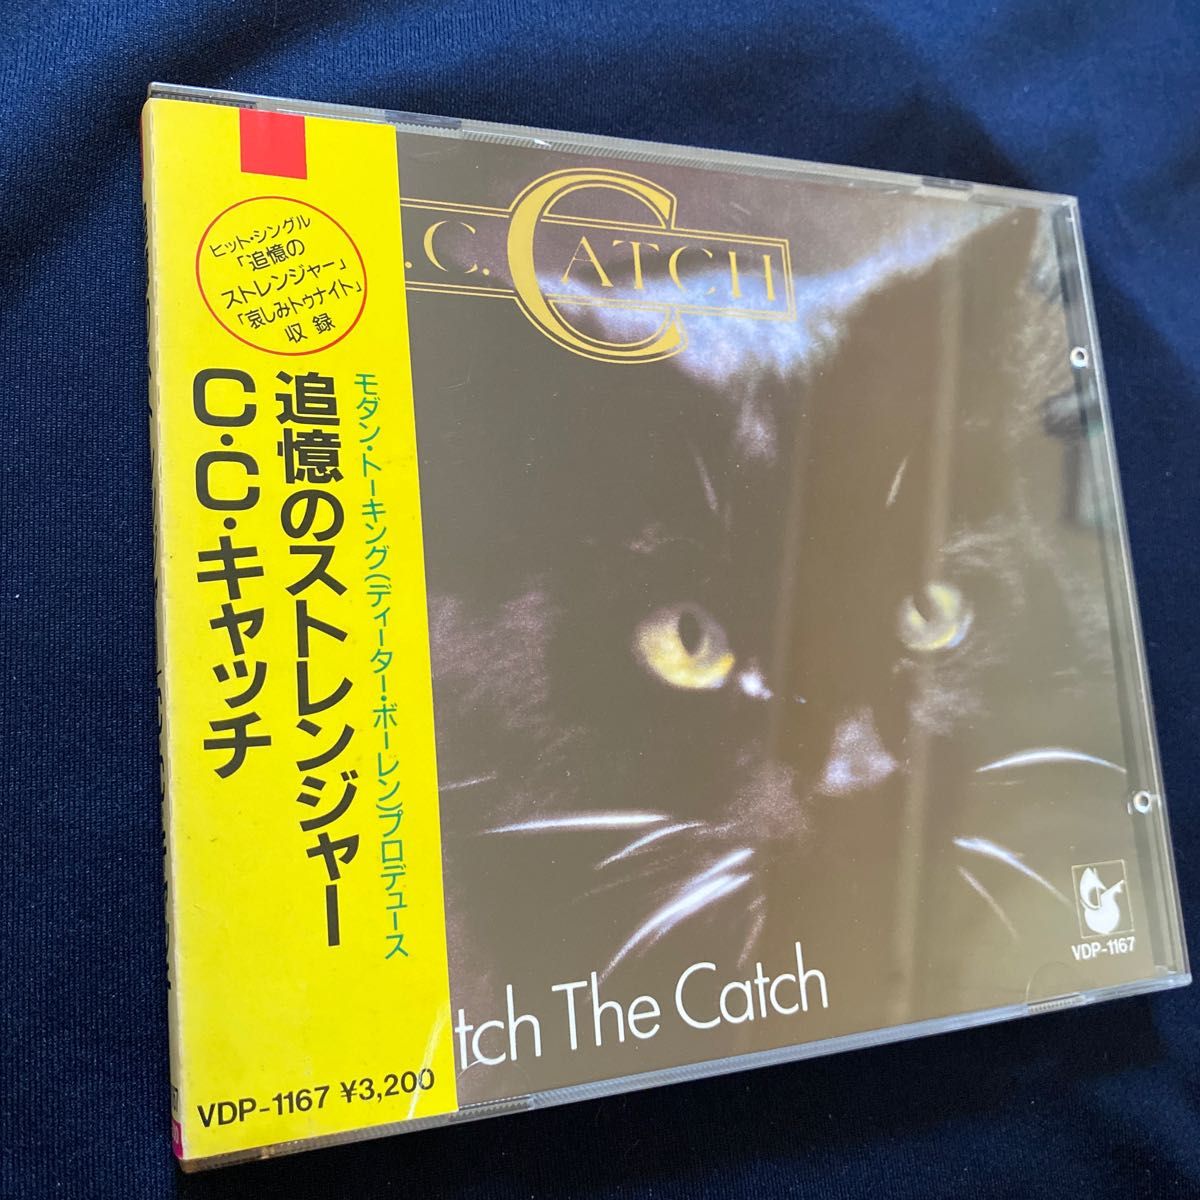 ヒット・シングル
「追憶の
ストレンジャー」
「哀しみトゥナイト」
収録
モダン・トーキング(ディーター・ボーレン)プロデュース
追憶のストレンジャー
C・C・キャッチ
VDP-1167 ¥3,200
.C. CATCH
tch The Catch
VDP-1167